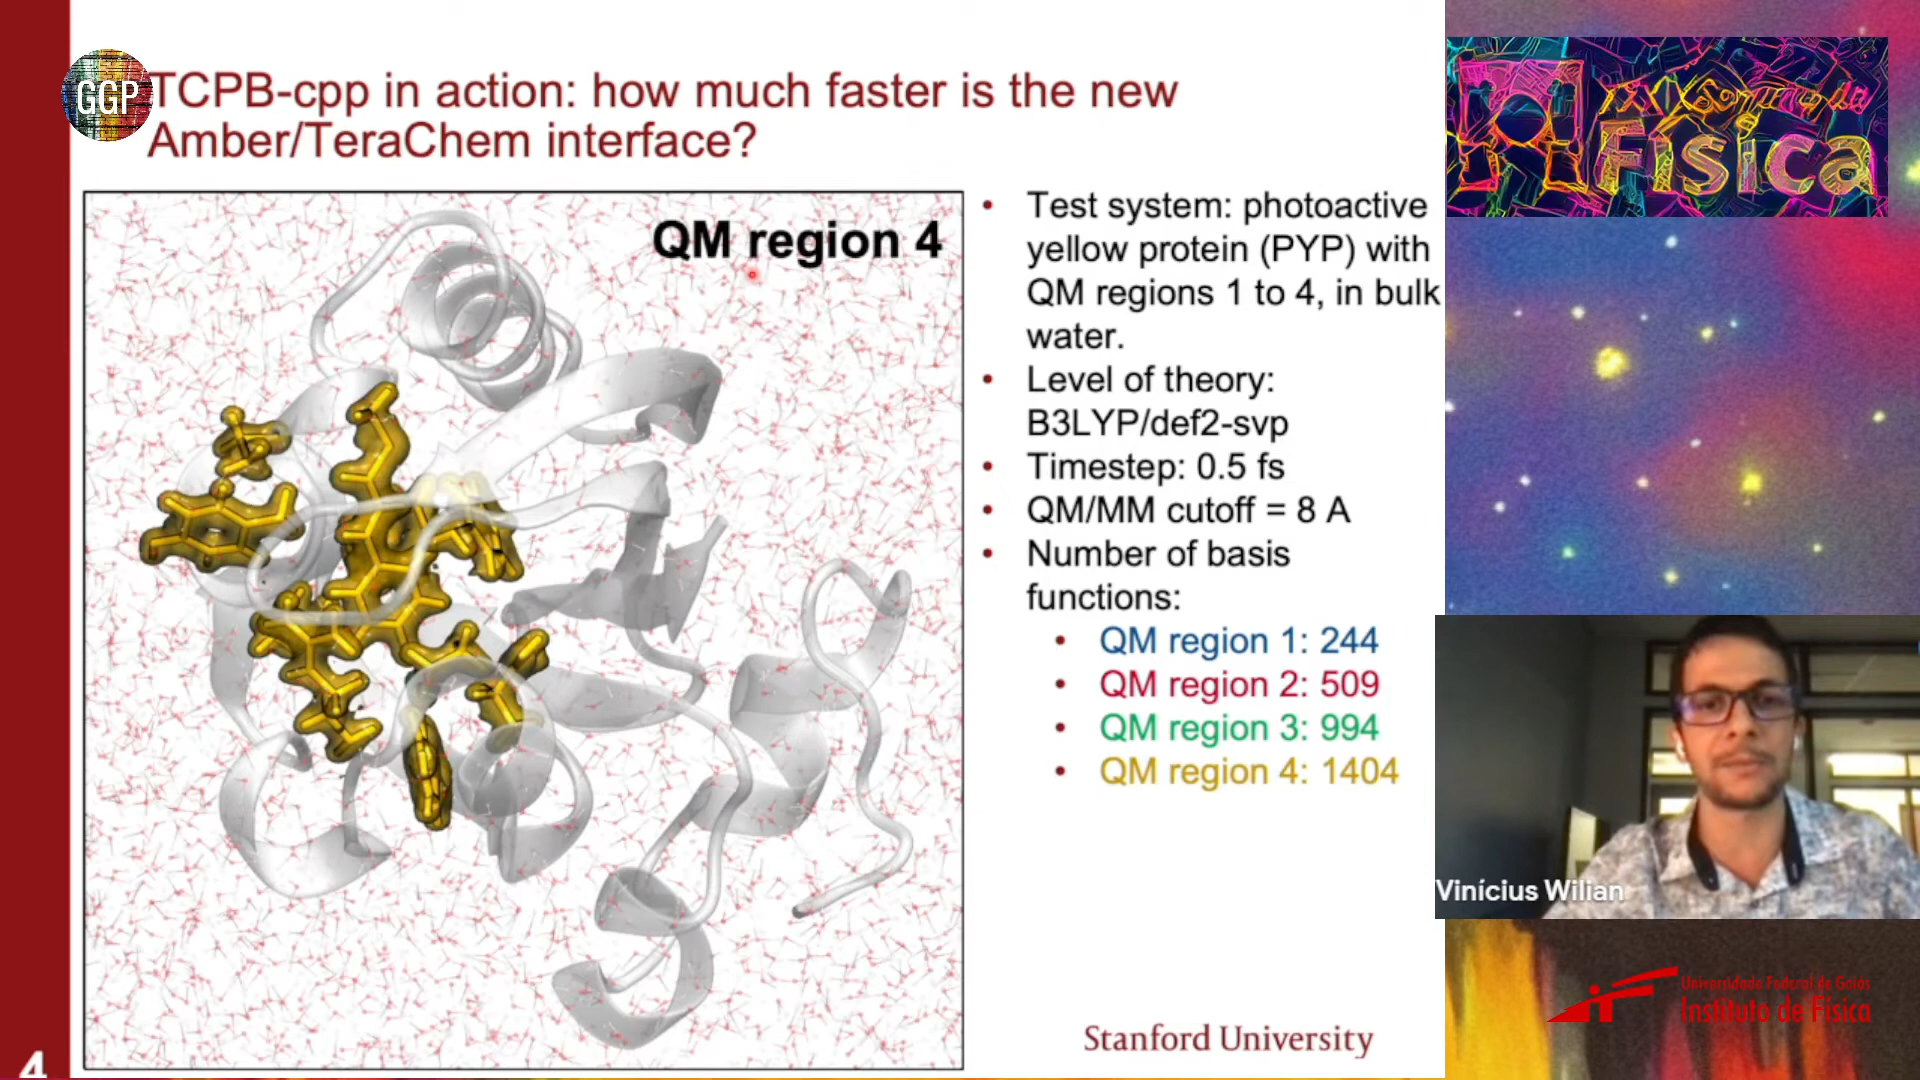 GGP
TCPB-cpp in action: how much faster is the new
Amber/TeraChem interface?
QM region 4
• Test system: photoactive
yellow protein (PYP) with
QM regions 1 to 4, in bulk
water.
• Level of theory:
B3LYP/def2-svp
• Timestep: 0.5 fs
• QM/MM cutoff = 8 A
• Number of basis
functions:
• QM region 1: 244
• QM region 2: 509
• QM region 3: 994
• QM region 4: 1404
Stanford University
4
XIX Semana da
Física
Vinícius Wilian
Universidade Federal de Goiás
Instituto de Física